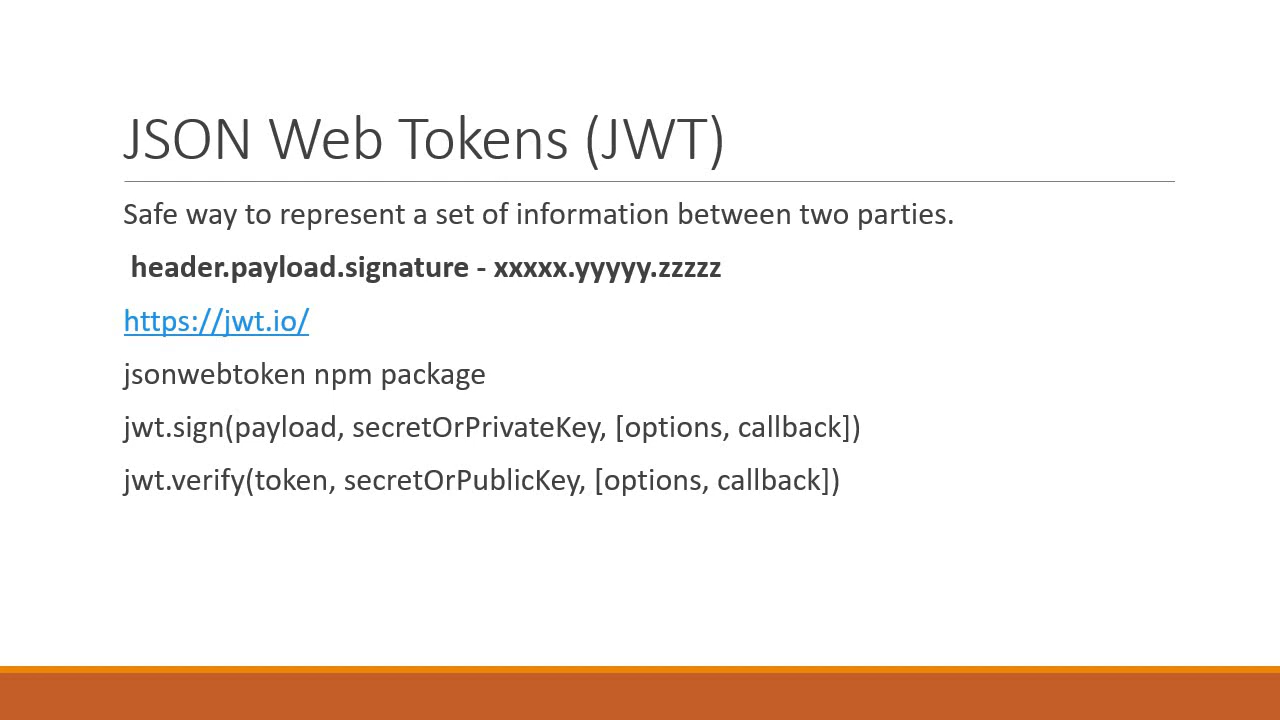 JSON Web Tokens (JWT)
Safe way to represent a set of information between two parties.
header.payload.signature - xxxxx.yyyyy.zzzzz
https://jwt.io/
jsonwebtoken npm package
jwt.sign(payload, secretOrPrivateKey, [options, callback])
jwt.verify(token, secretOrPublicKey, [options, callback])